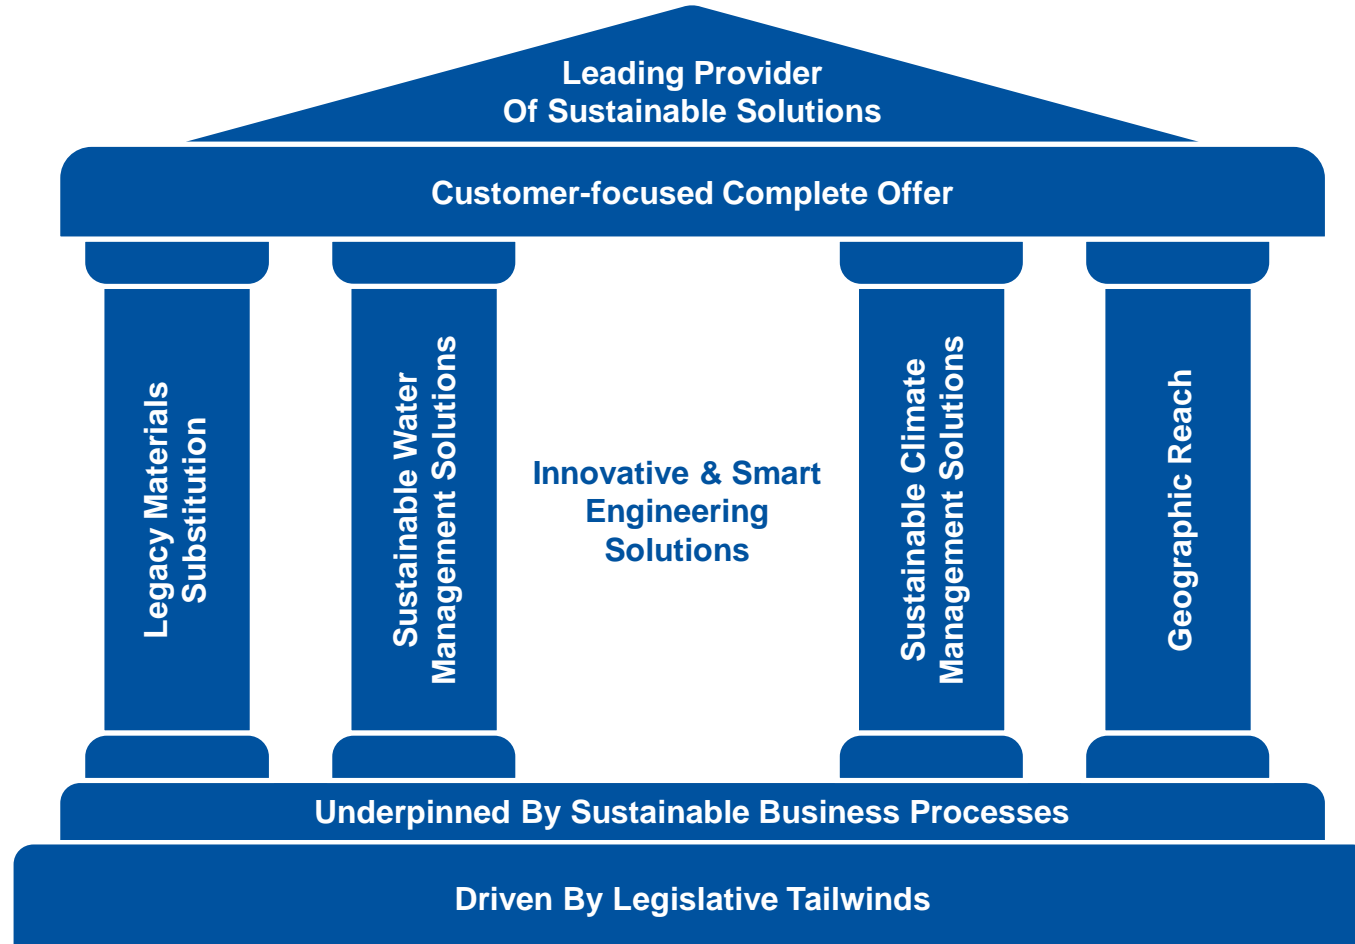 Leading Provider
Of Sustainable Solutions
Customer-focused Complete Offer
Legacy Materials
Substitution
Sustainable Water
Management Solutions
Innovative & Smart
Engineering
Solutions
Sustainable Climate
Management Solutions
Geographic Reach
Underpinned By Sustainable Business Processes
Driven By Legislative Tailwinds